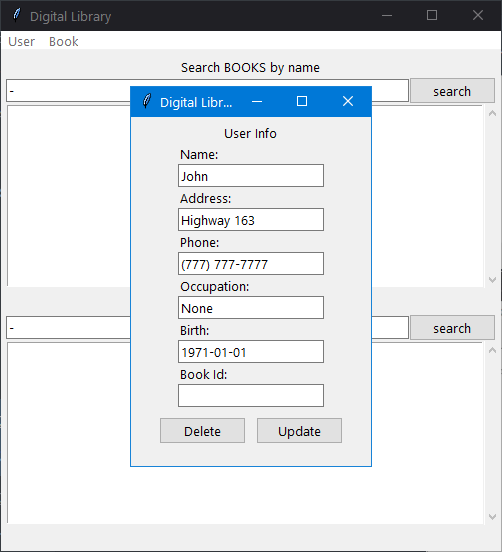 Digital Library
User Book
Search BOOKS by name
- search
Digital Libr...
User Info
Name:
John
Address:
Highway 163
Phone:
(777) 777-7777
Occupation:
None
Birth:
1971-01-01
Book Id:
Delete Update
- search